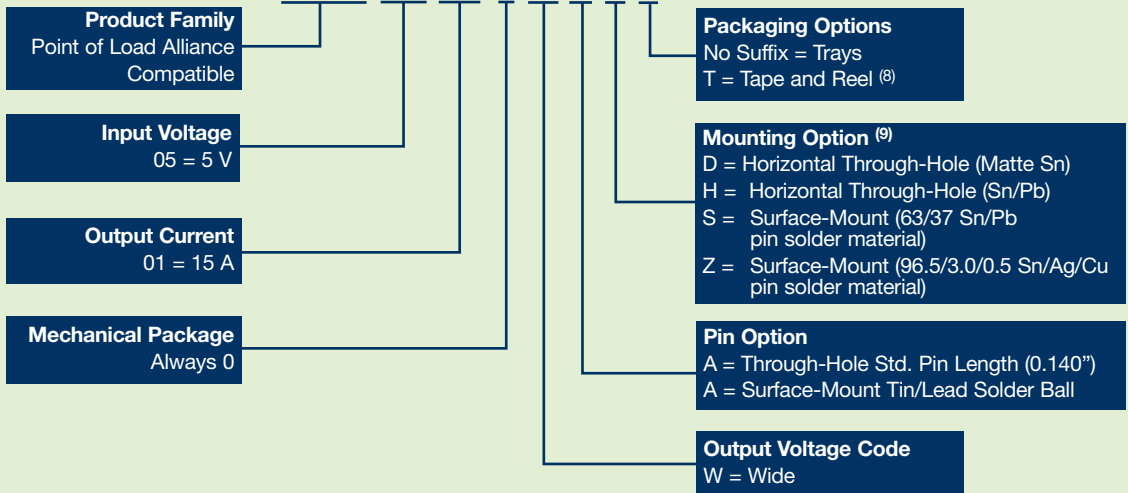 Product Family
Point of Load Alliance
Compatible
Input Voltage
05 = 5 V
Output Current
01 = 15 A
Mechanical Package
Always 0
Packaging Options
No Suffix = Trays
T = Tape and Reel (8)
Mounting Option (9)
D = Horizontal Through-Hole (Matte Sn)
H = Horizontal Through-Hole (Sn/Pb)
S = Surface-Mount (63/37 Sn/Pb
pin solder material)
Z = Surface-Mount (96.5/3.0/0.5 Sn/Ag/Cu
pin solder material)
Pin Option
A = Through-Hole Std. Pin Length (0.140”)
A = Surface-Mount Tin/Lead Solder Ball
Output Voltage Code
W = Wide